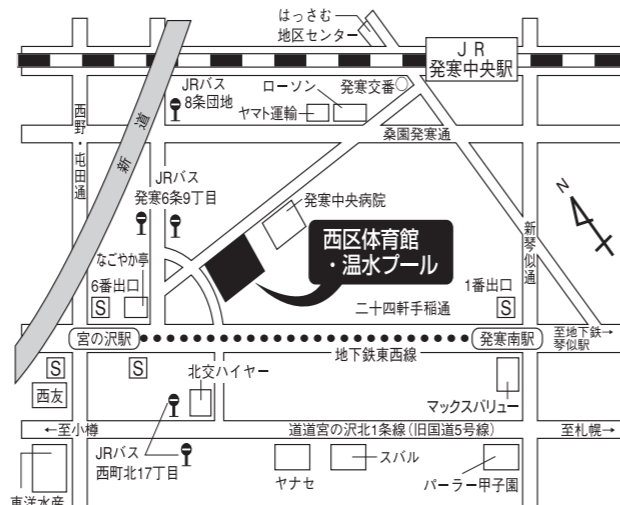 はっさむ
地区センター
JR
発寒中央駅
JRバス
8条団地
ローソン
ヤマト運輸
発寒交番
西野・屯田通
新道
桑園発寒通
JRバス
発寒6条9丁目
発寒中央病院
N
西区体育館
・温水プール
新琴似通
なごやか亭
6番出口
S
二十四軒手稲通
1番出口
S
宮の沢駅
発寒南駅
至地下鉄→
琴似駅
地下鉄東西線
S
S
西友
北交ハイヤー
マックスバリュー
←至小樽
道道宮の沢北1条線(旧国道5号線)
至札幌→
JRバス
西町北17丁目
ヤナセ
スバル
パーラー甲子園
東洋水産